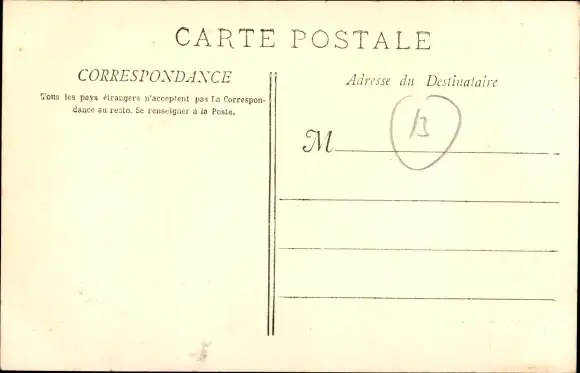 CARTE POSTALE
CORRESPONDANCE
Tous les pays étrangers n'acceptent pas La Correspon-
dance au recto. Se renseigner à la Poste.
Adresse du Destinataire
13
M